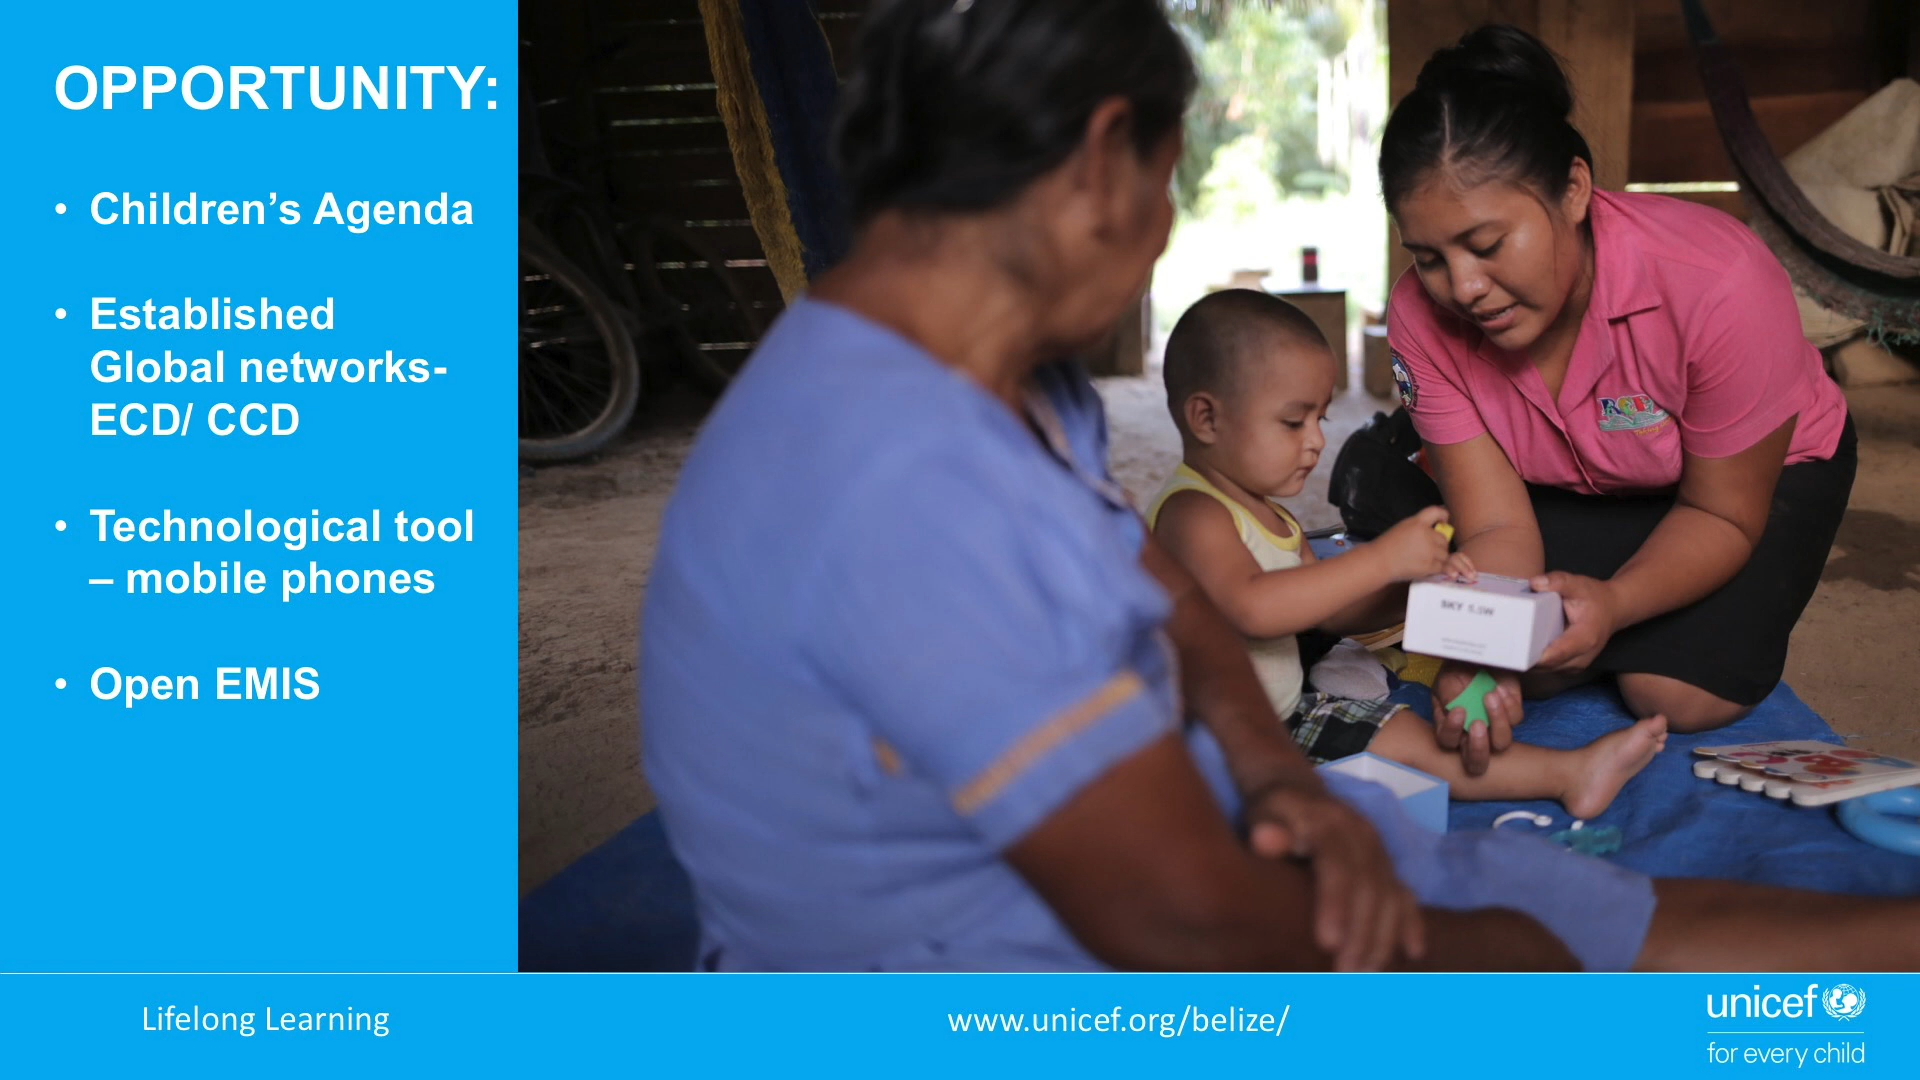 OPPORTUNITY:
• Children’s Agenda
• Established
Global networks-
ECD/ CCD
• Technological tool
– mobile phones
• Open EMIS
SKY
Lifelong Learning
www.unicef.org/belize/
unicef
for every child